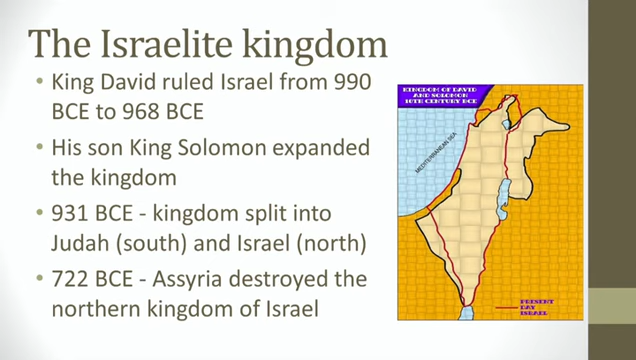 The Israelite kingdom
• King David ruled Israel from 990
BCE to 968 BCE
• His son King Solomon expanded
the kingdom
• 931 BCE - kingdom split into
Judah (south) and Israel (north)
• 722 BCE - Assyria destroyed the
northern kingdom of Israel
KINGDOM OF DAVID
AND SOLOMON
10TH CENTURY BCE
MEDITERRANEAN SEA
PRESENT
DAY
ISRAEL